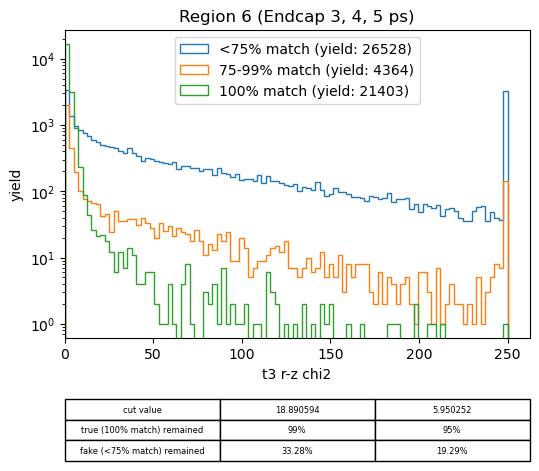 Region 6 (Endcap 3, 4, 5 ps)
<75% match (yield: 26528)
75-99% match (yield: 4364)
100% match (yield: 21403)
yield
10⁴
10³
10²
10¹
10⁰
0 50 100 150 200 250
t3 r-z chi2
cut value 18.890594 5.950252
true (100% match) remained 99% 95%
fake (<75% match) remained 33.28% 19.29%